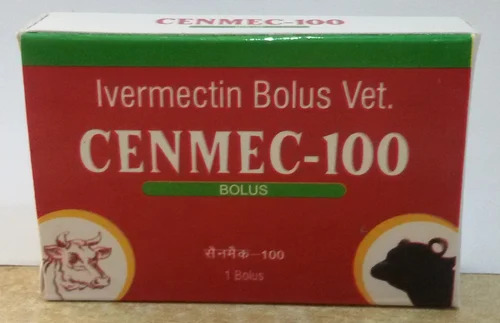 CENMEC-100
Ivermectin Bolus Vet.
CENMEC-100
BOLUS
सैनमैक-100
1 Bolus